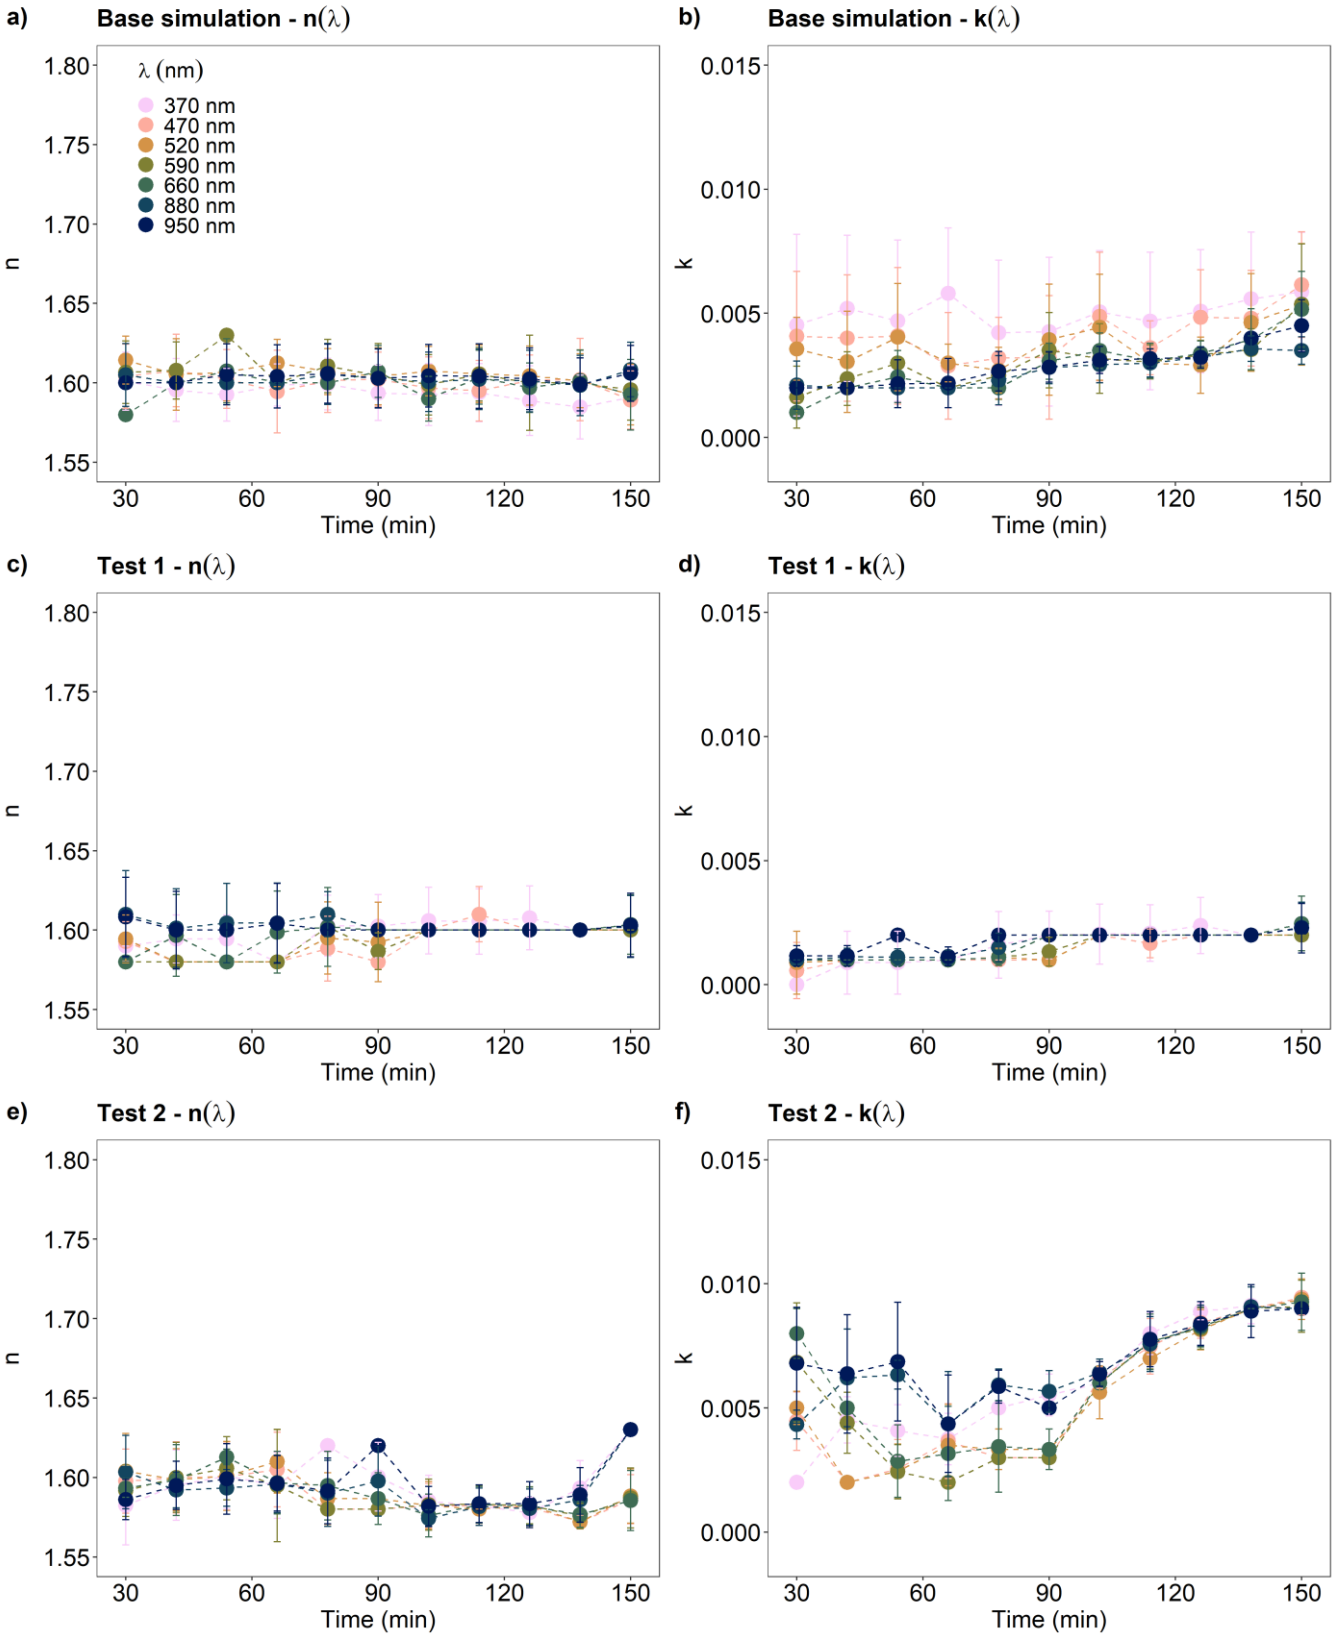 a) Base simulation - n(λ)
1.80
1.75
1.70
1.65
1.60
1.55
n
λ (nm)
370 nm
470 nm
520 nm
590 nm
660 nm
880 nm
950 nm
30 60 90 120 150
Time (min)
b) Base simulation - k(λ)
0.015
0.010
0.005
0.000
k
30 60 90 120 150
Time (min)
c) Test 1 - n(λ)
1.80
1.75
1.70
1.65
1.60
1.55
n
30 60 90 120 150
Time (min)
d) Test 1 - k(λ)
0.015
0.010
0.005
0.000
k
30 60 90 120 150
Time (min)
e) Test 2 - n(λ)
1.80
1.75
1.70
1.65
1.60
1.55
n
30 60 90 120 150
Time (min)
f) Test 2 - k(λ)
0.015
0.010
0.005
0.000
k
30 60 90 120 150
Time (min)